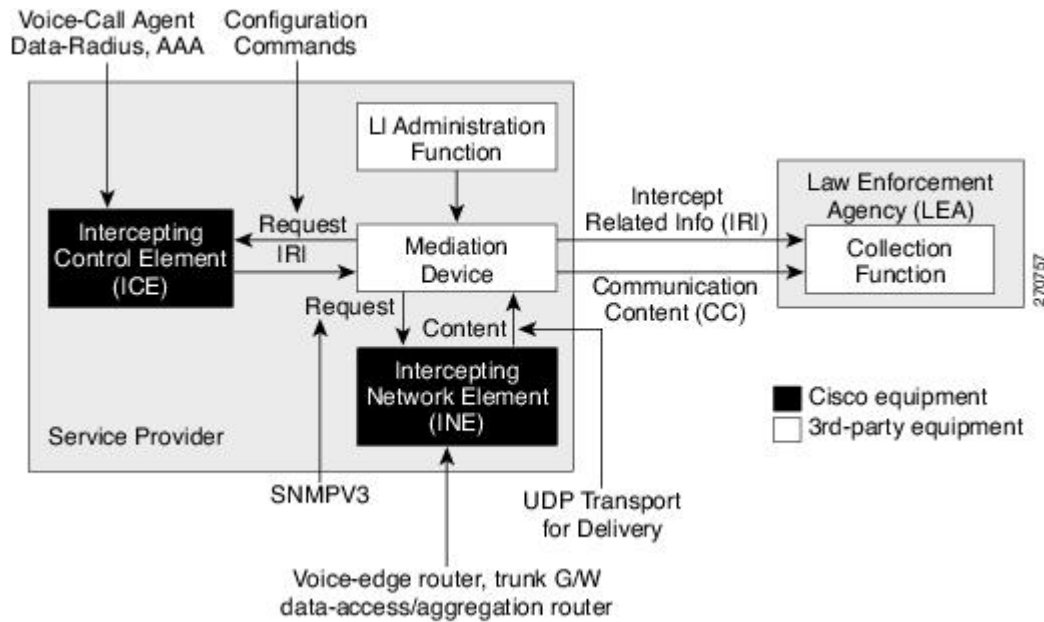 Voice-Call Agent
Data-Radius, AAA
Configuration
Commands
LI Administration
Function
Intercepting
Control Element
(ICE)
Request
IRI
Mediation
Device
Intercept
Related Info (IRI)
Communication
Content (CC)
Law Enforcement
Agency (LEA)
Collection
Function
270757
Request
Content
Intercepting
Network Element
(INE)
Service Provider
Cisco equipment
3rd-party equipment
SNMPV3
UDP Transport
for Delivery
Voice-edge router, trunk G/W
data-access/aggregation router